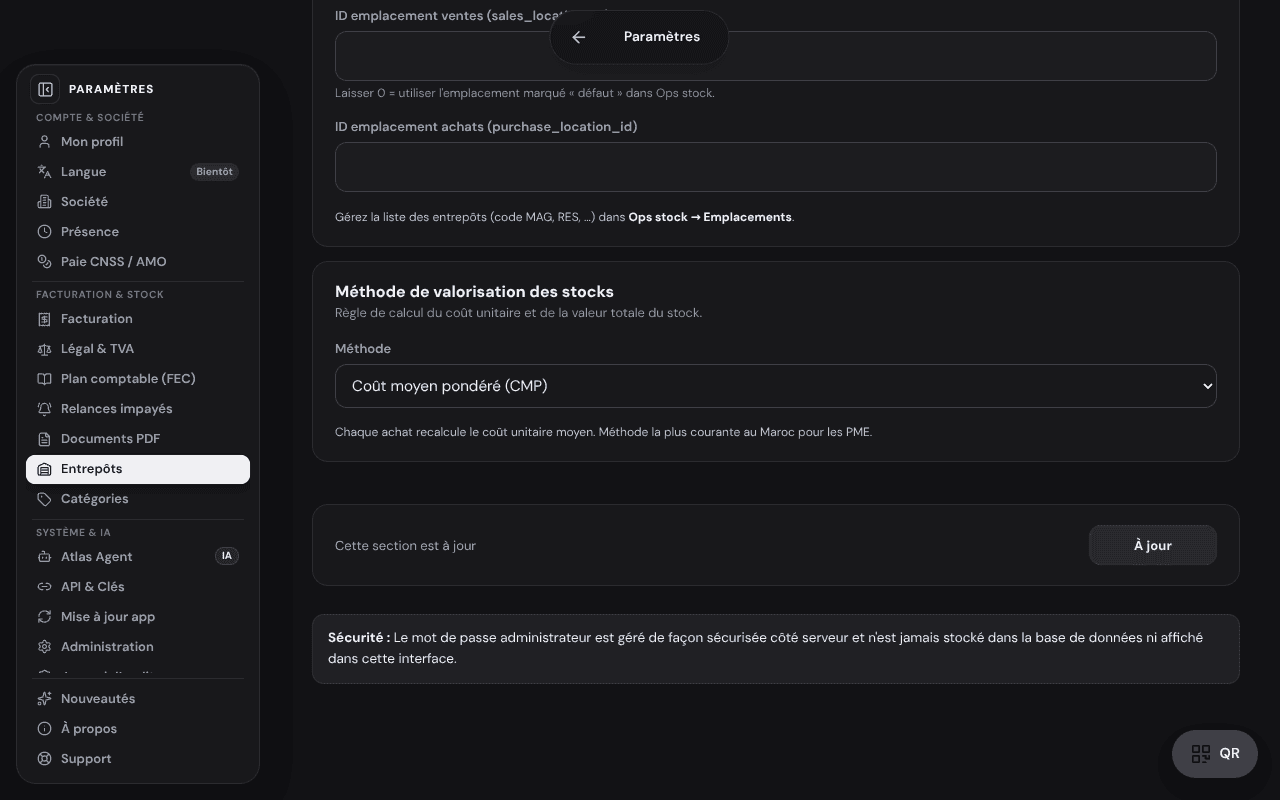 PARAMÈTRES
COMPTE & SOCIÉTÉ
Mon profil
Langue
Bientôt
Société
Présence
Paie CNSS / AMO
FACTURATION & STOCK
Facturation
Légal & TVA
Plan comptable (FEC)
Relances impayés
Documents PDF
Entrepôts
Catégories
SYSTÈME & IA
Atlas Agent
IA
API & Clés
Mise à jour app
Administration
Nouveautés
À propos
Support
Paramètres
ID emplacement ventes
Laisser 0 = utiliser l'emplacement marqué « défaut » dans Ops stock.
ID emplacement achats (purchase_location_id)
Gérez la liste des entrepôts (code MAG, RES, …) dans Ops stock → Emplacements.
Méthode de valorisation des stocks
Règle de calcul du coût unitaire et de la valeur totale du stock.
Méthode
Coût moyen pondéré (CMP)
Chaque achat recalcule le coût unitaire moyen. Méthode la plus courante au Maroc pour les PME.
Cette section est à jour
À jour
Sécurité : Le mot de passe administrateur est géré de façon sécurisée côté serveur et n'est jamais stocké dans la base de données ni affiché
dans cette interface.
QR